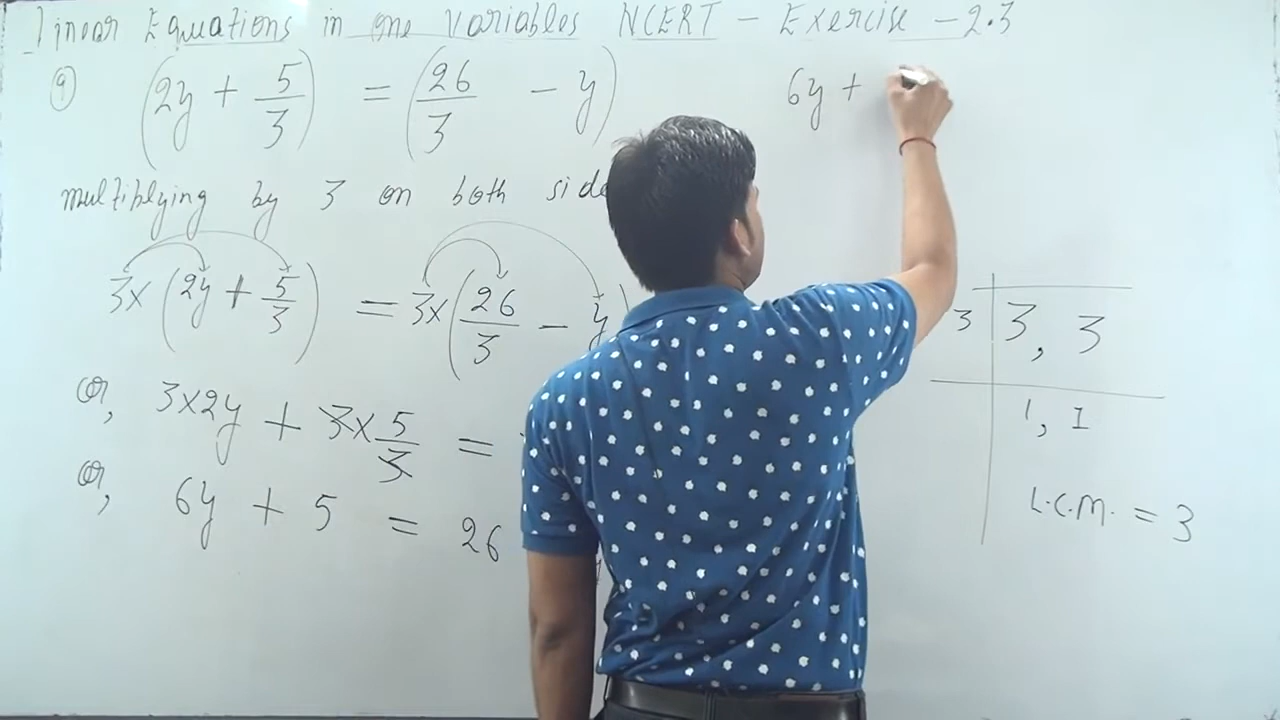 Linear Equations in one variables NCERT - Exercise - 2.3
9) (2y + 5/3) = (26/3 - y)
multiplying by 3 on both side
3x(2y + 5/3) = 3x(26/3 - y)
or, 3x2y + 3x5/3 =
or, 6y + 5 = 26
6y +
3 3, 3
1, 1
L.C.M. = 3